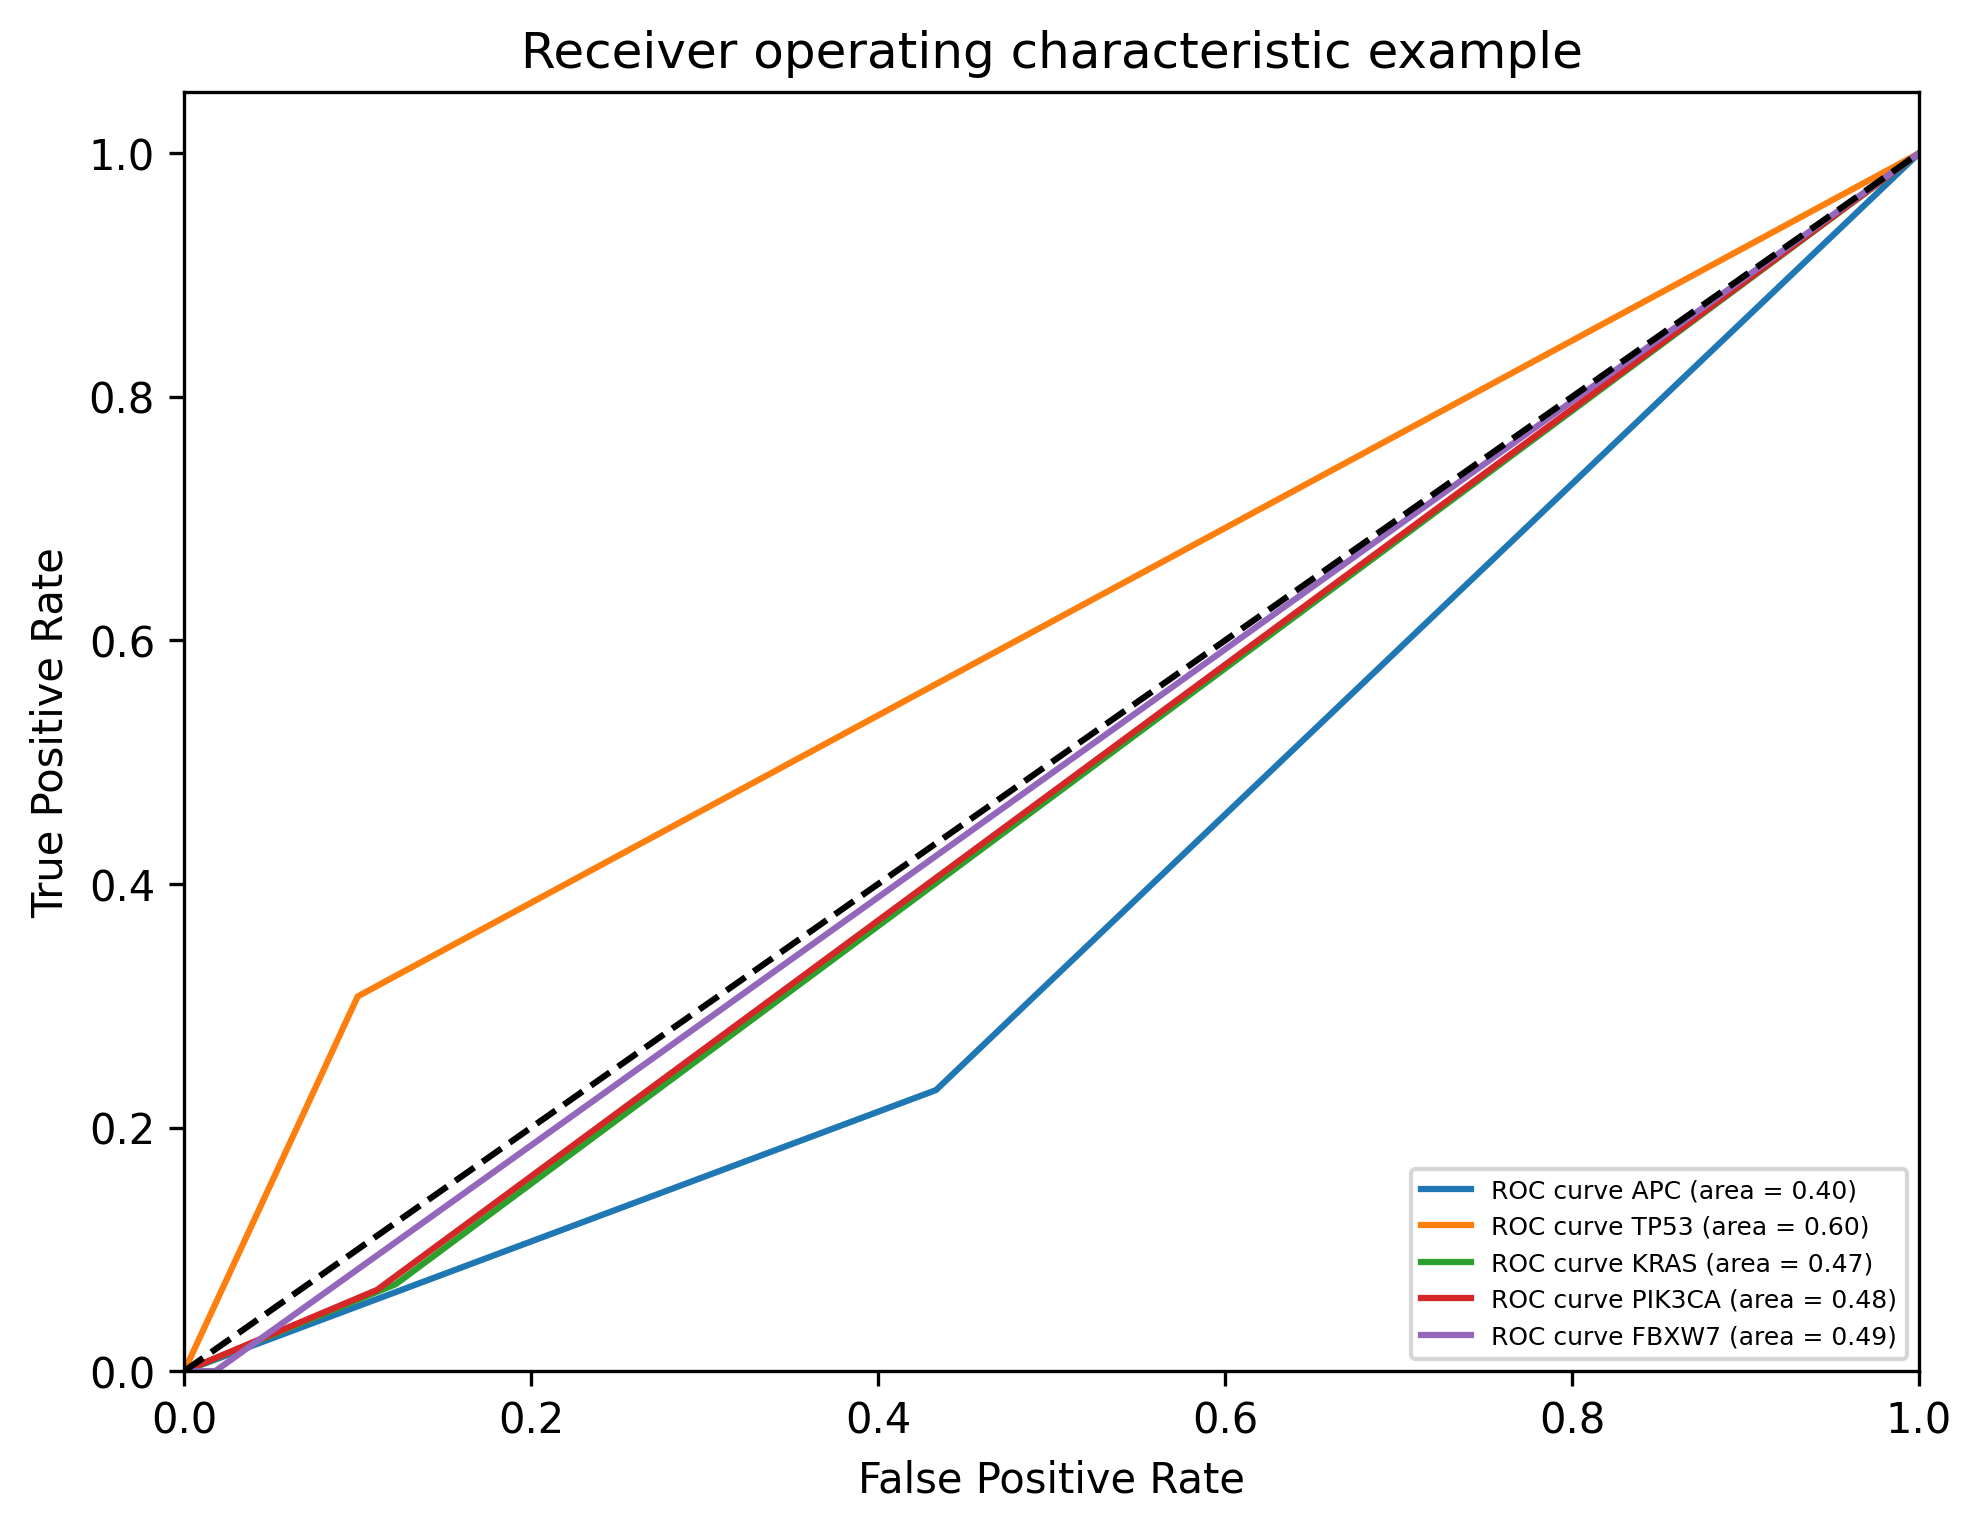 Receiver operating characteristic example
True Positive Rate
1.0
0.8
0.6
0.4
0.2
0.0
0.0 0.2 0.4 0.6 0.8 1.0
False Positive Rate
ROC curve APC (area = 0.40)
ROC curve TP53 (area = 0.60)
ROC curve KRAS (area = 0.47)
ROC curve PIK3CA (area = 0.48)
ROC curve FBXW7 (area = 0.49)